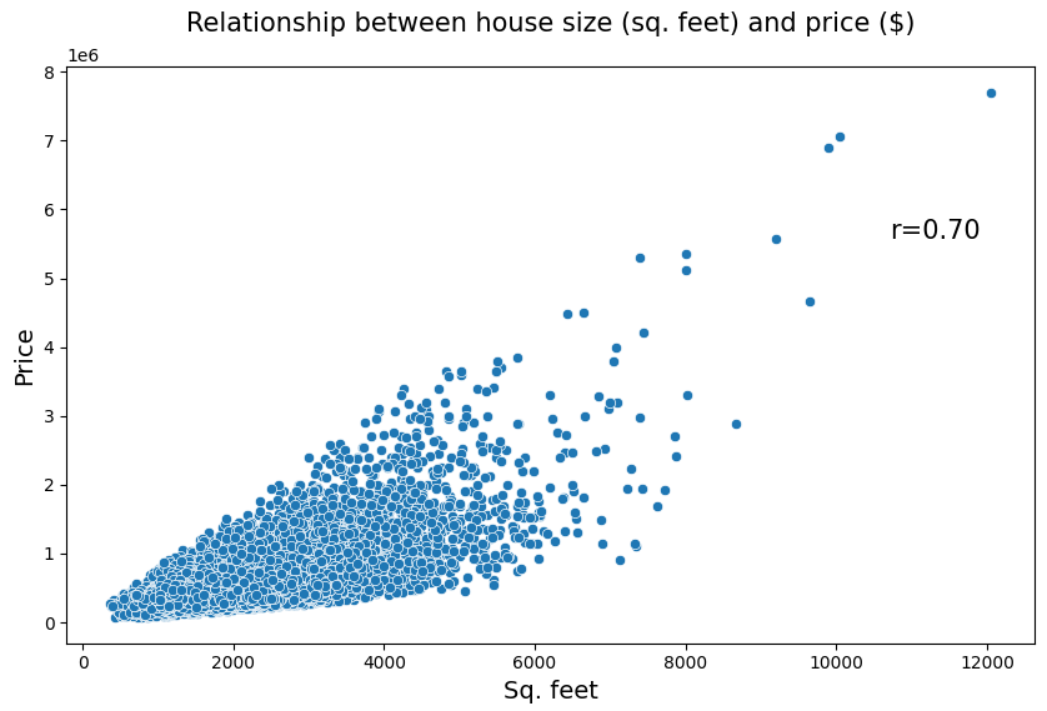 Relationship between house size (sq. feet) and price ($)
1e6
8
7
6
r=0.70
5
4
Price
3
2
1
0
0 2000 4000 6000 8000 10000 12000
Sq. feet